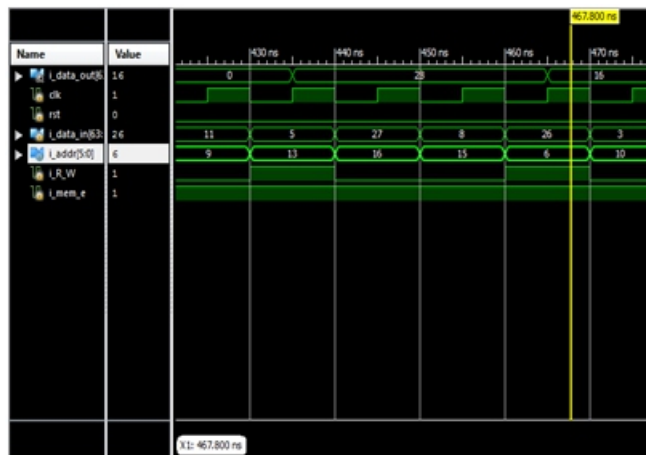 467.800 ns
Name Value
430 ns 440 ns 450 ns 460 ns 470 ns
i_data_out[6 16 0 28 16
clk 1
rst 0
i_data_in[63: 26 11 5 27 8 26 3
i_addr[5:0] 6 9 13 16 15 6 10
i_R_W 1
i_mem_e 1
X1: 467.800 ns